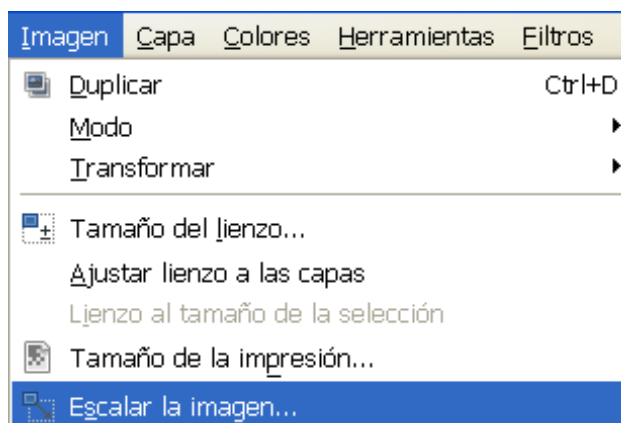 Imagen Capa Colores Herramientas Filtros
Duplicar Ctrl+D
Modo
Transformar
Tamaño del lienzo...
Ajustar lienzo a las capas
Lienzo al tamaño de la selección
Tamaño de la impresión...
Escalar la imagen...